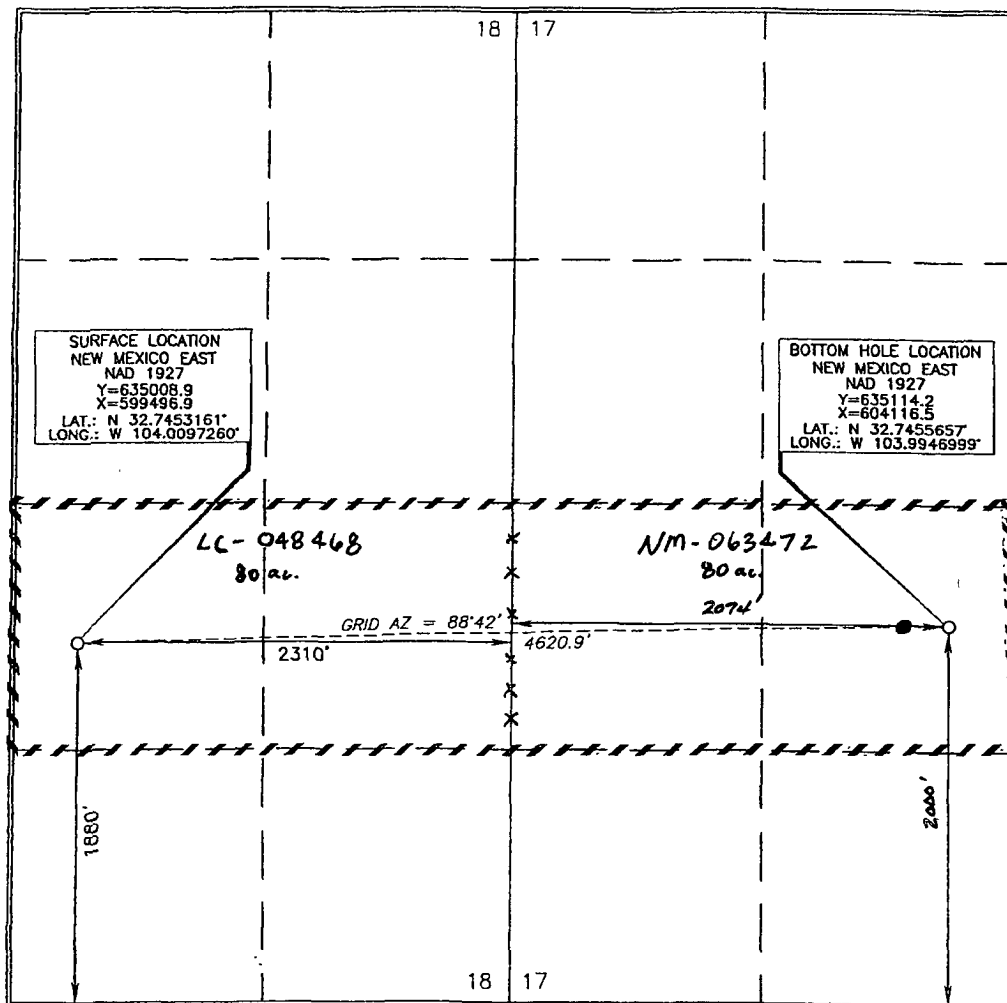 18 17
SURFACE LOCATION
NEW MEXICO EAST
NAD 1927
Y=635008.9
X=599496.9
LAT.: N 32.7453161°
LONG.: W 104.0097260°
BOTTOM HOLE LOCATION
NEW MEXICO EAST
NAD 1927
Y=635114.2
X=604116.5
LAT.: N 32.7455657°
LONG.: W 103.9946999°
LC-048468
80 ac.
NM-063472
80 ac.
2074'
GRID AZ = 88°42'
4620.9'
2310'
1880'
2000'
18 17